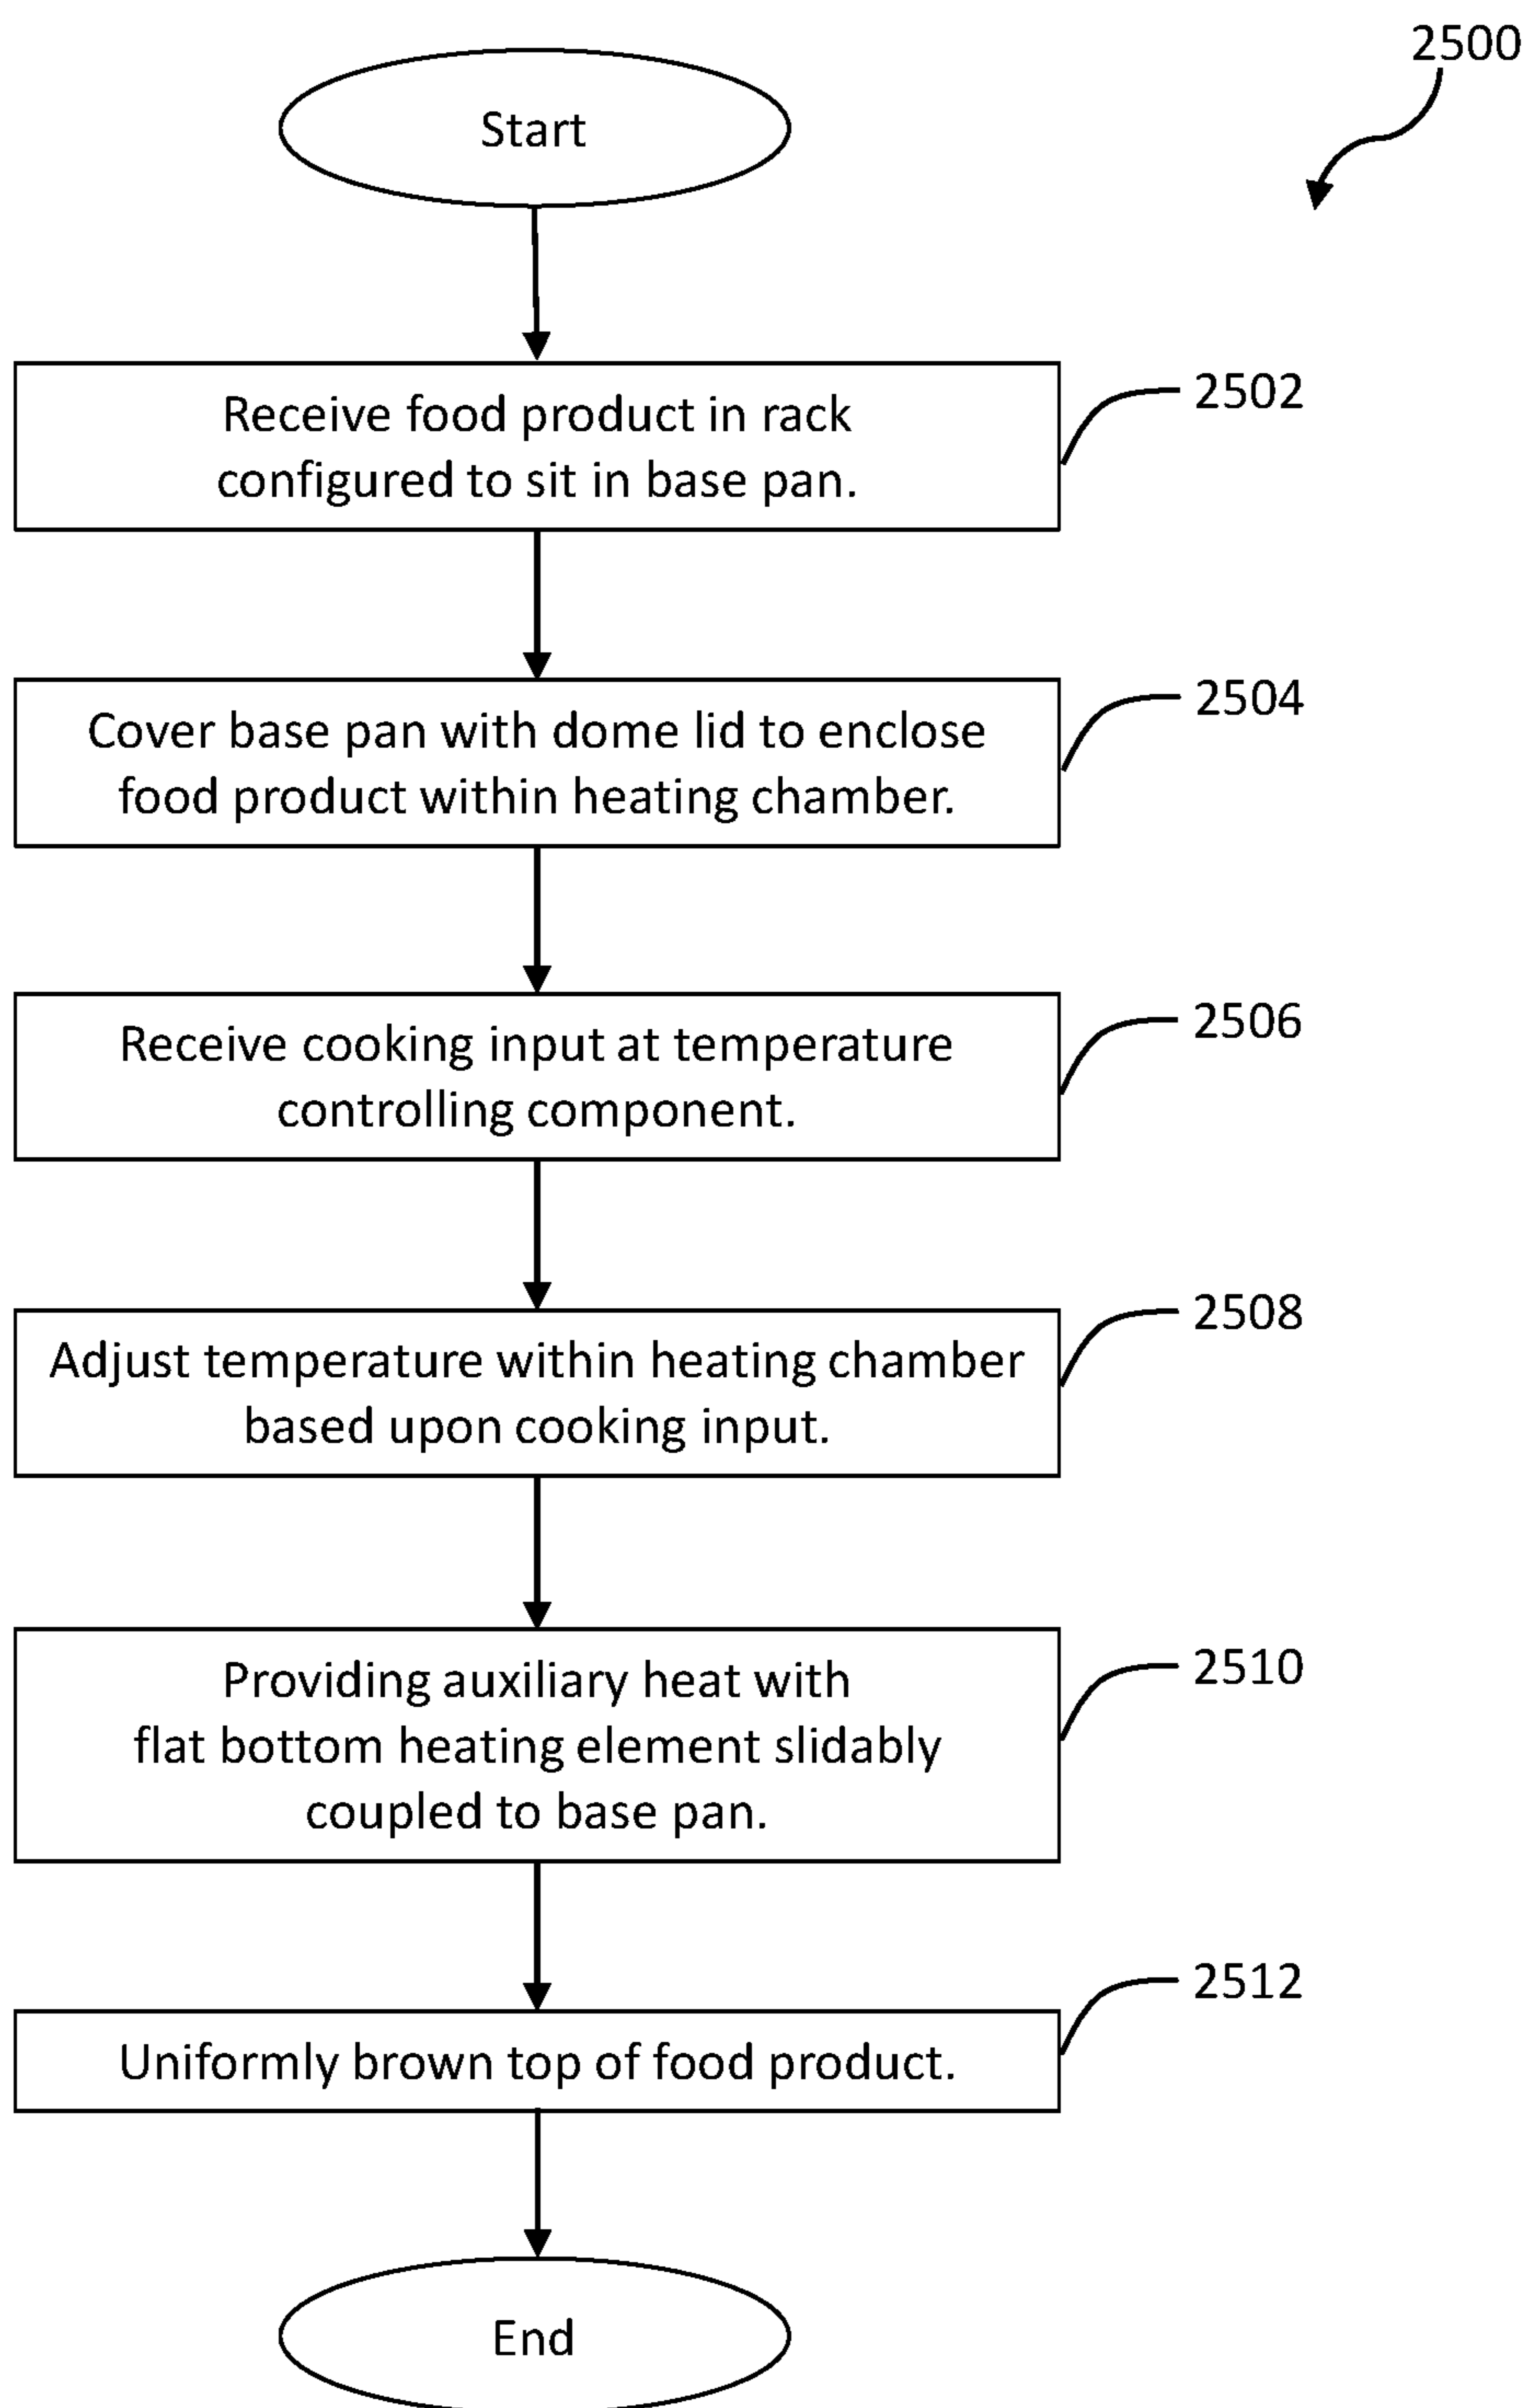 2500
Start
Receive food product in rack
configured to sit in base pan.
2502
Cover base pan with dome lid to enclose
food product within heating chamber.
2504
Receive cooking input at temperature
controlling component.
2506
Adjust temperature within heating chamber
based upon cooking input.
2508
Providing auxiliary heat with
flat bottom heating element slidably
coupled to base pan.
2510
Uniformly brown top of food product.
2512
End